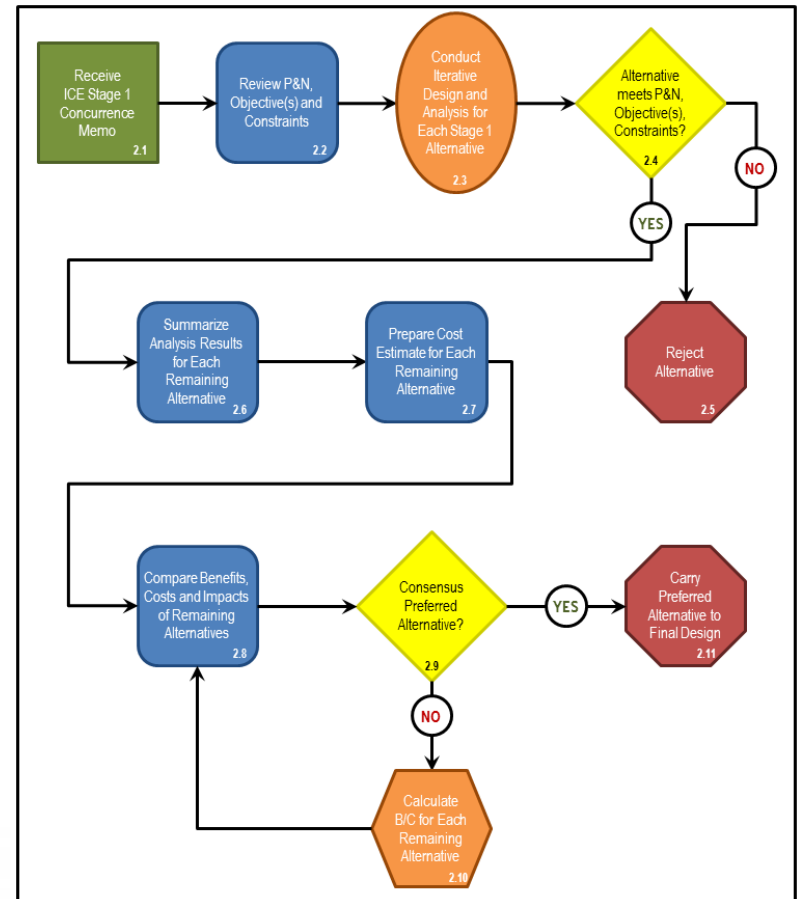 Receive
ICE Stage 1
Concurrence
Memo
2.1
Review P&N,
Objective(s) and
Constraints
2.2
Conduct
Iterative
Design and
Analysis for
Each Stage 1
Alternative
2.3
Alternative
meets P&N,
Objective(s),
Constraints?
2.4
NO
YES
Summarize
Analysis Results
for Each
Remaining
Alternative
2.6
Prepare Cost
Estimate for Each
Remaining
Alternative
2.7
Reject
Alternative
2.5
Compare Benefits,
Costs and Impacts
of Remaining
Alternatives
2.8
Consensus
Preferred
Alternative?
2.9
YES
Carry
Preferred
Alternative to
Final Design
2.11
NO
Calculate
B/C for Each
Remaining
Alternative
2.10